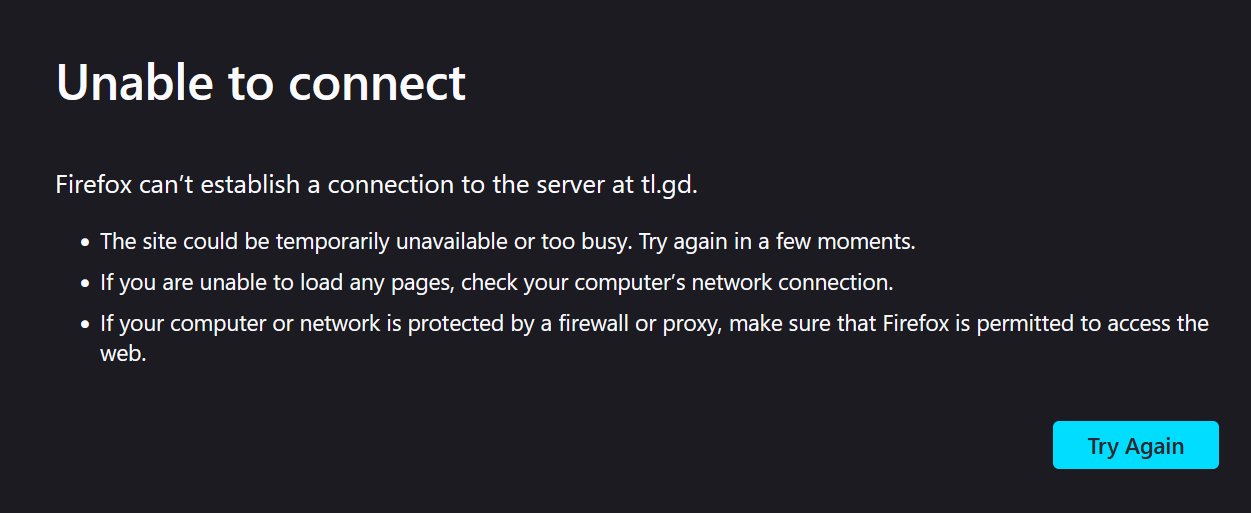 Unable to connect
Firefox can’t establish a connection to the server at tl.gd.
• The site could be temporarily unavailable or too busy. Try again in a few moments.
• If you are unable to load any pages, check your computer’s network connection.
• If your computer or network is protected by a firewall or proxy, make sure that Firefox is permitted to access the
web.
Try Again